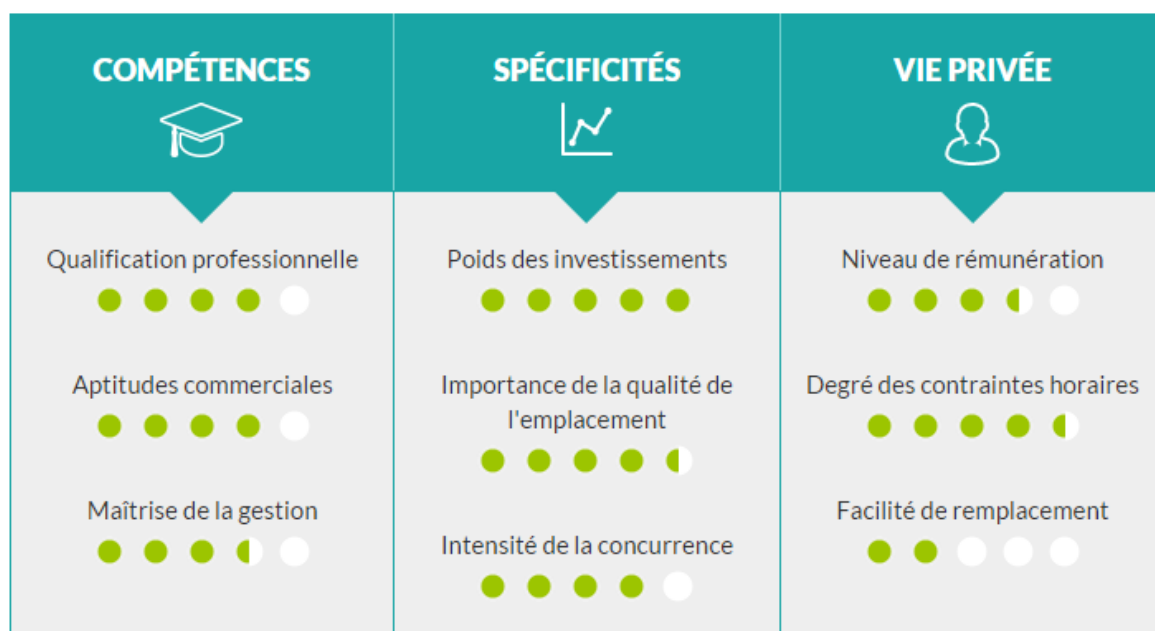 COMPÉTENCES
Qualification professionnelle
Aptitudes commerciales
Maîtrise de la gestion
SPÉCIFICITÉS
Poids des investissements
Importance de la qualité de
l'emplacement
Intensité de la concurrence
VIE PRIVÉE
Niveau de rémunération
Degré des contraintes horaires
Facilité de remplacement